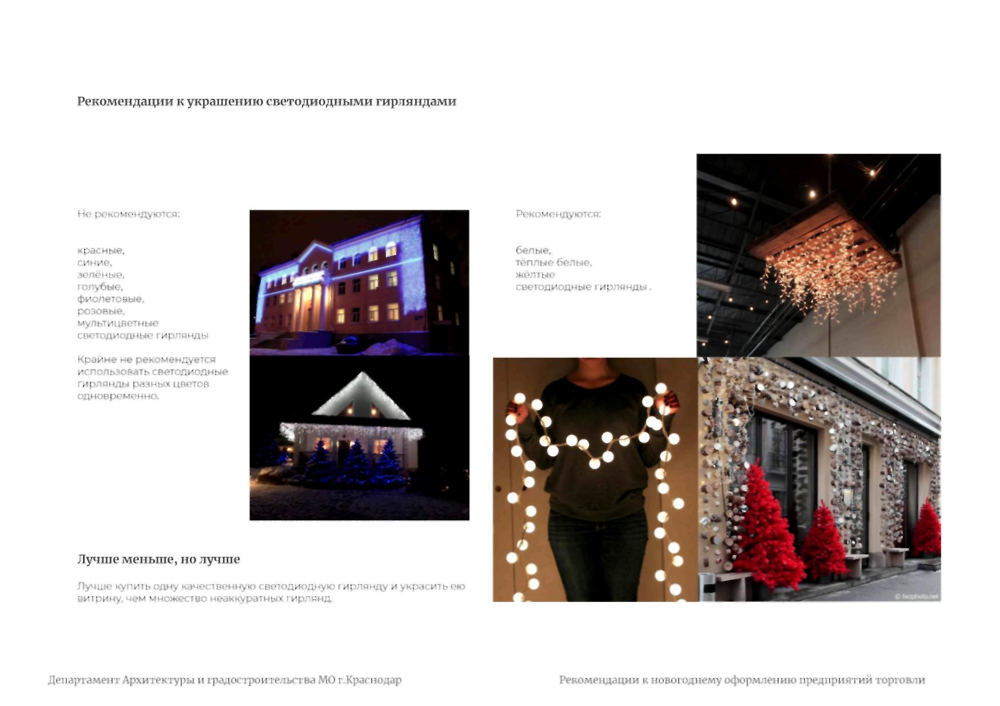 Рекомендации к украшению светодиодными гирляндами
Не рекомендуются:
красные,
синие,
зелёные,
голубые,
фиолетовые,
розовые,
мультицветные
светодиодные гирлянды
Крайне не рекомендуется
использовать светодиодные
гирлянды разных цветов
одновременно.
Рекомендуются:
белые,
тёплые белые,
жёлтые
светодиодные гирлянды .
Лучше меньше, но лучше
Лучше купить одну качественную светодиодную гирлянду и украсить ею
витрину, чем множество неаккуратных гирлянд.
© bezphoto.net
Департамент Архитектуры и градостроительства МО г.Краснодар
Рекомендации к новогоднему оформлению предприятий торговли